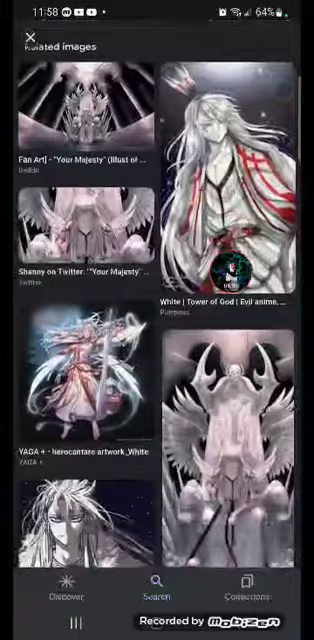 11:58
64%
Related images
Fan Art] - "Your Majesty" (Illust of ...
Reddit
Shanny on Twitter: "“Your Majesty” ...
Twitter
White | Tower of God | Evil anime, ...
Pinterest
YAGA + - herocantare artwork_White
YAGA +
Discover
Search
Collections
Recorded by Mobizen